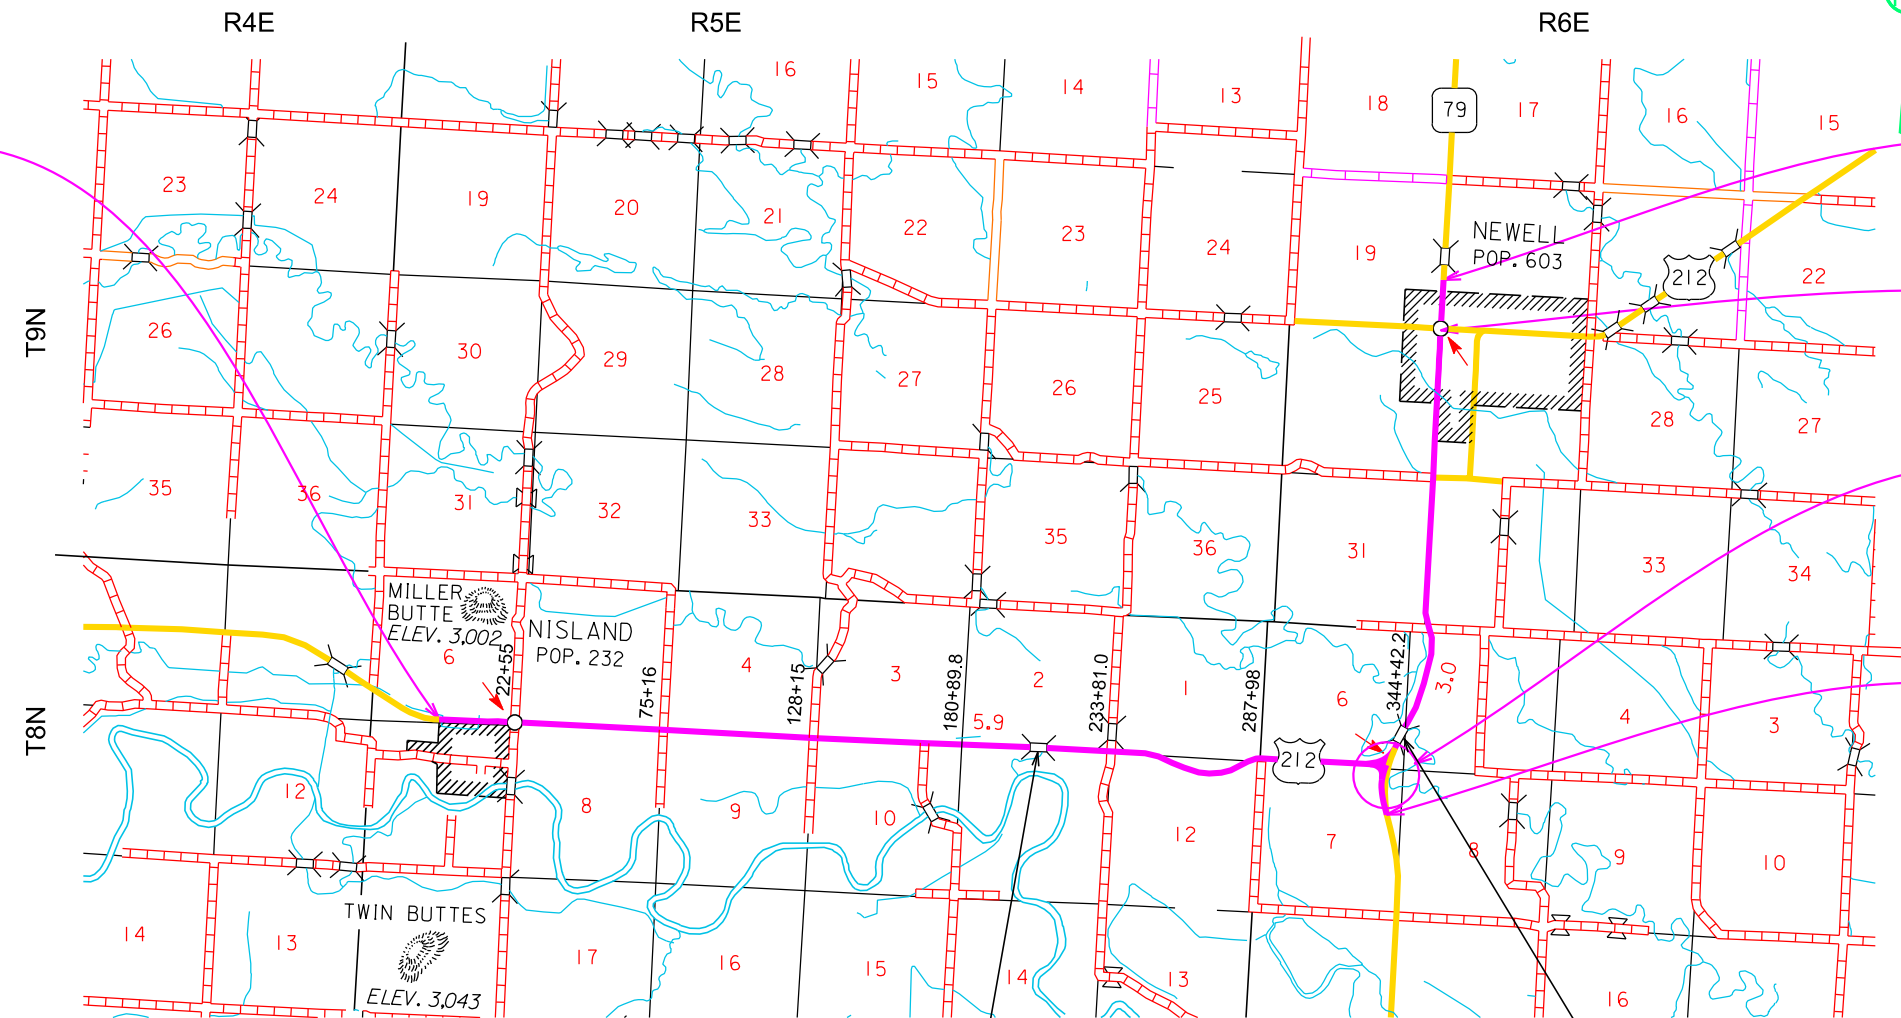 R4E R5E R6E
16 15 14 13 18 79 17 16 15
23 24 19 20 21 22 23 24 19 NEWELL 22
POP. 603
212
T9N
26 30 29 28 27 26 25 28 27
35 36 31 32 33 35 36 31 33 34
MILLER
BUTTE
ELEV. 3,002
NISLAND
POP. 232
6 4 3 2 1 6 4 3
22+55
75+16
128+15
180+89.8
233+81.0
287+98
344+42.2
5.9
3.0
T8N
212
12 8 9 10 12 7 8 9 10
TWIN BUTTES
ELEV. 3,043
14 13 17 16 15 14 13 16